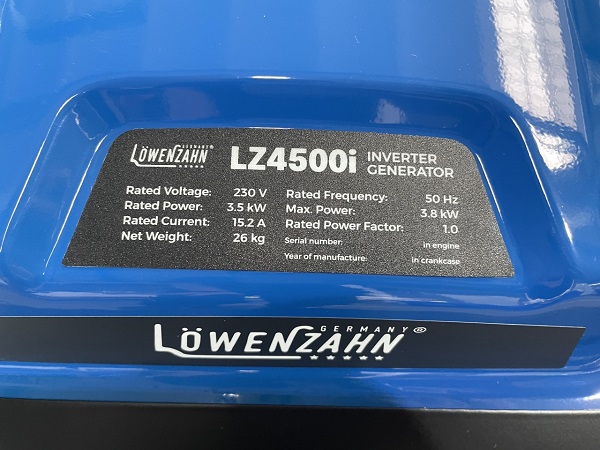 GERMANY
LÖWENZAHN®
LZ4500i INVERTER GENERATOR
Rated Voltage: 230 V
Rated Power: 3.5 kW
Rated Current: 15.2 A
Net Weight: 26 kg
Rated Frequency: 50 Hz
Max. Power: 3.8 kW
Rated Power Factor: 1.0
Serial number: in engine
Year of manufacture: in crankcase
GERMANY®
LÖWENZAHN